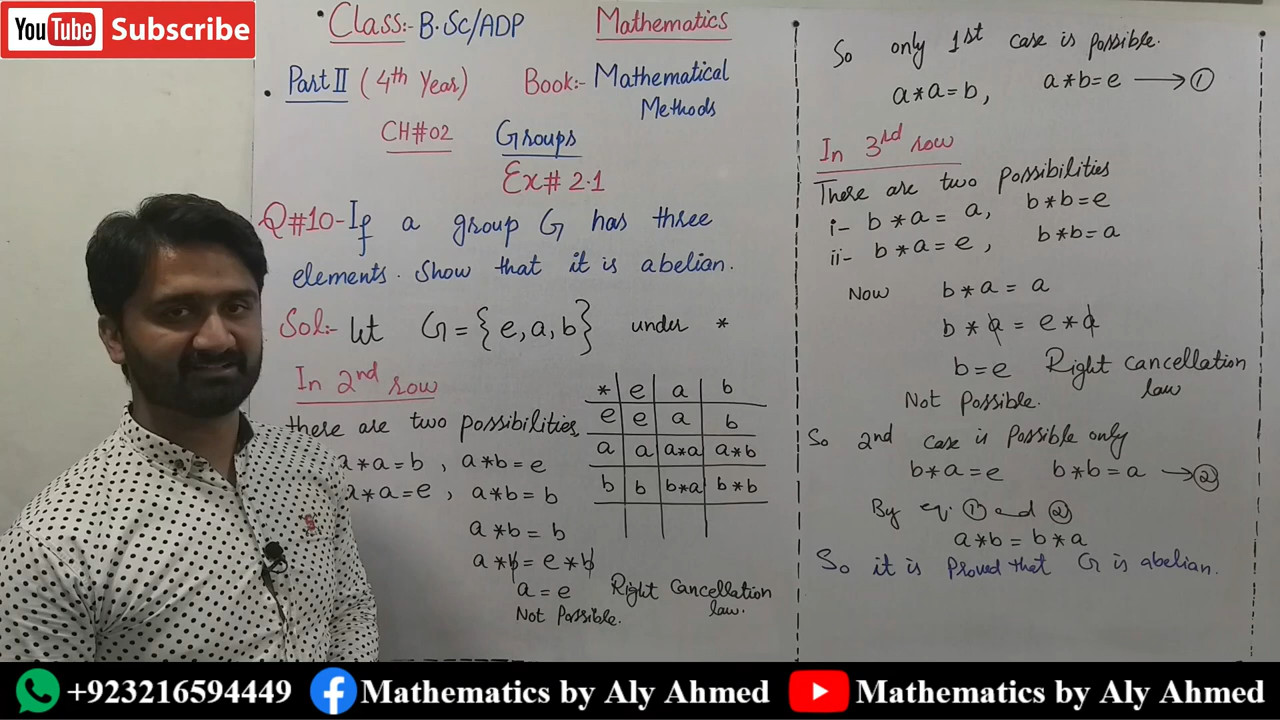 YouTube Subscribe
Class:- B.Sc/ADP Mathematics
Part II (4th Year) Book:- Mathematical Methods
CH#02 Groups
Ex# 2.1
Q#10- If a group G has three
elements. Show that it is abelian.
Sol:- Let G = {e, a, b} under *
In 2nd row
there are two possibilities
a*a = b, a*b = e
a*a = e, a*b = b
a*b = b
a*b = e*b
a = e Right Cancellation law.
Not Possible.
* e a b
e e a b
a a a*a a*b
b b b*a b*b
So only 1st case is possible.
a*a = b, a*b = e → ①
In 3rd row
There are two possibilities
i- b*a = a, b*b = e
ii- b*a = e, b*b = a
Now b*a = a
b*a = e*a
b = e Right cancellation law
Not Possible.
So 2nd case is possible only
b*a = e b*b = a → ②
By eq. ① and ②
a*b = b*a
So it is proved that G is abelian.
+923216594449 Mathematics by Aly Ahmed Mathematics by Aly Ahmed